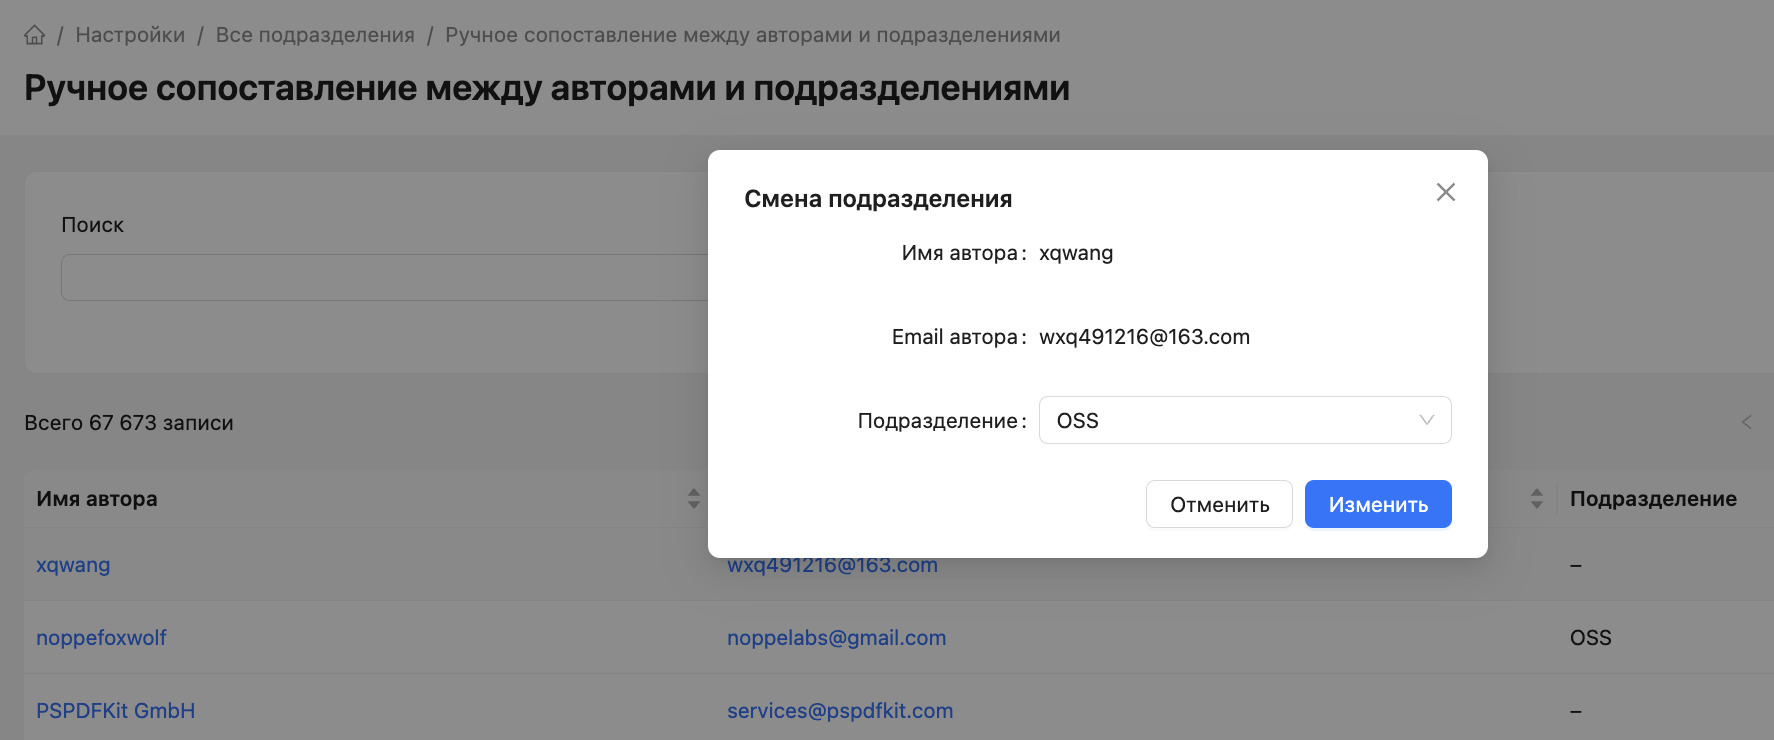 / Настройки / Все подразделения / Ручное сопоставление между авторами и подразделениями
Ручное сопоставление между авторами и подразделениями
Поиск
Смена подразделения
Имя автора: xqwang
Email автора: wxq491216@163.com
Подразделение: OSS
Отменить Изменить
Всего 67 673 записи
Имя автора Подразделение
xqwang wxq491216@163.com –
noppefoxwolf noppelabs@gmail.com OSS
PSPDFKit GmbH services@pspdfkit.com –